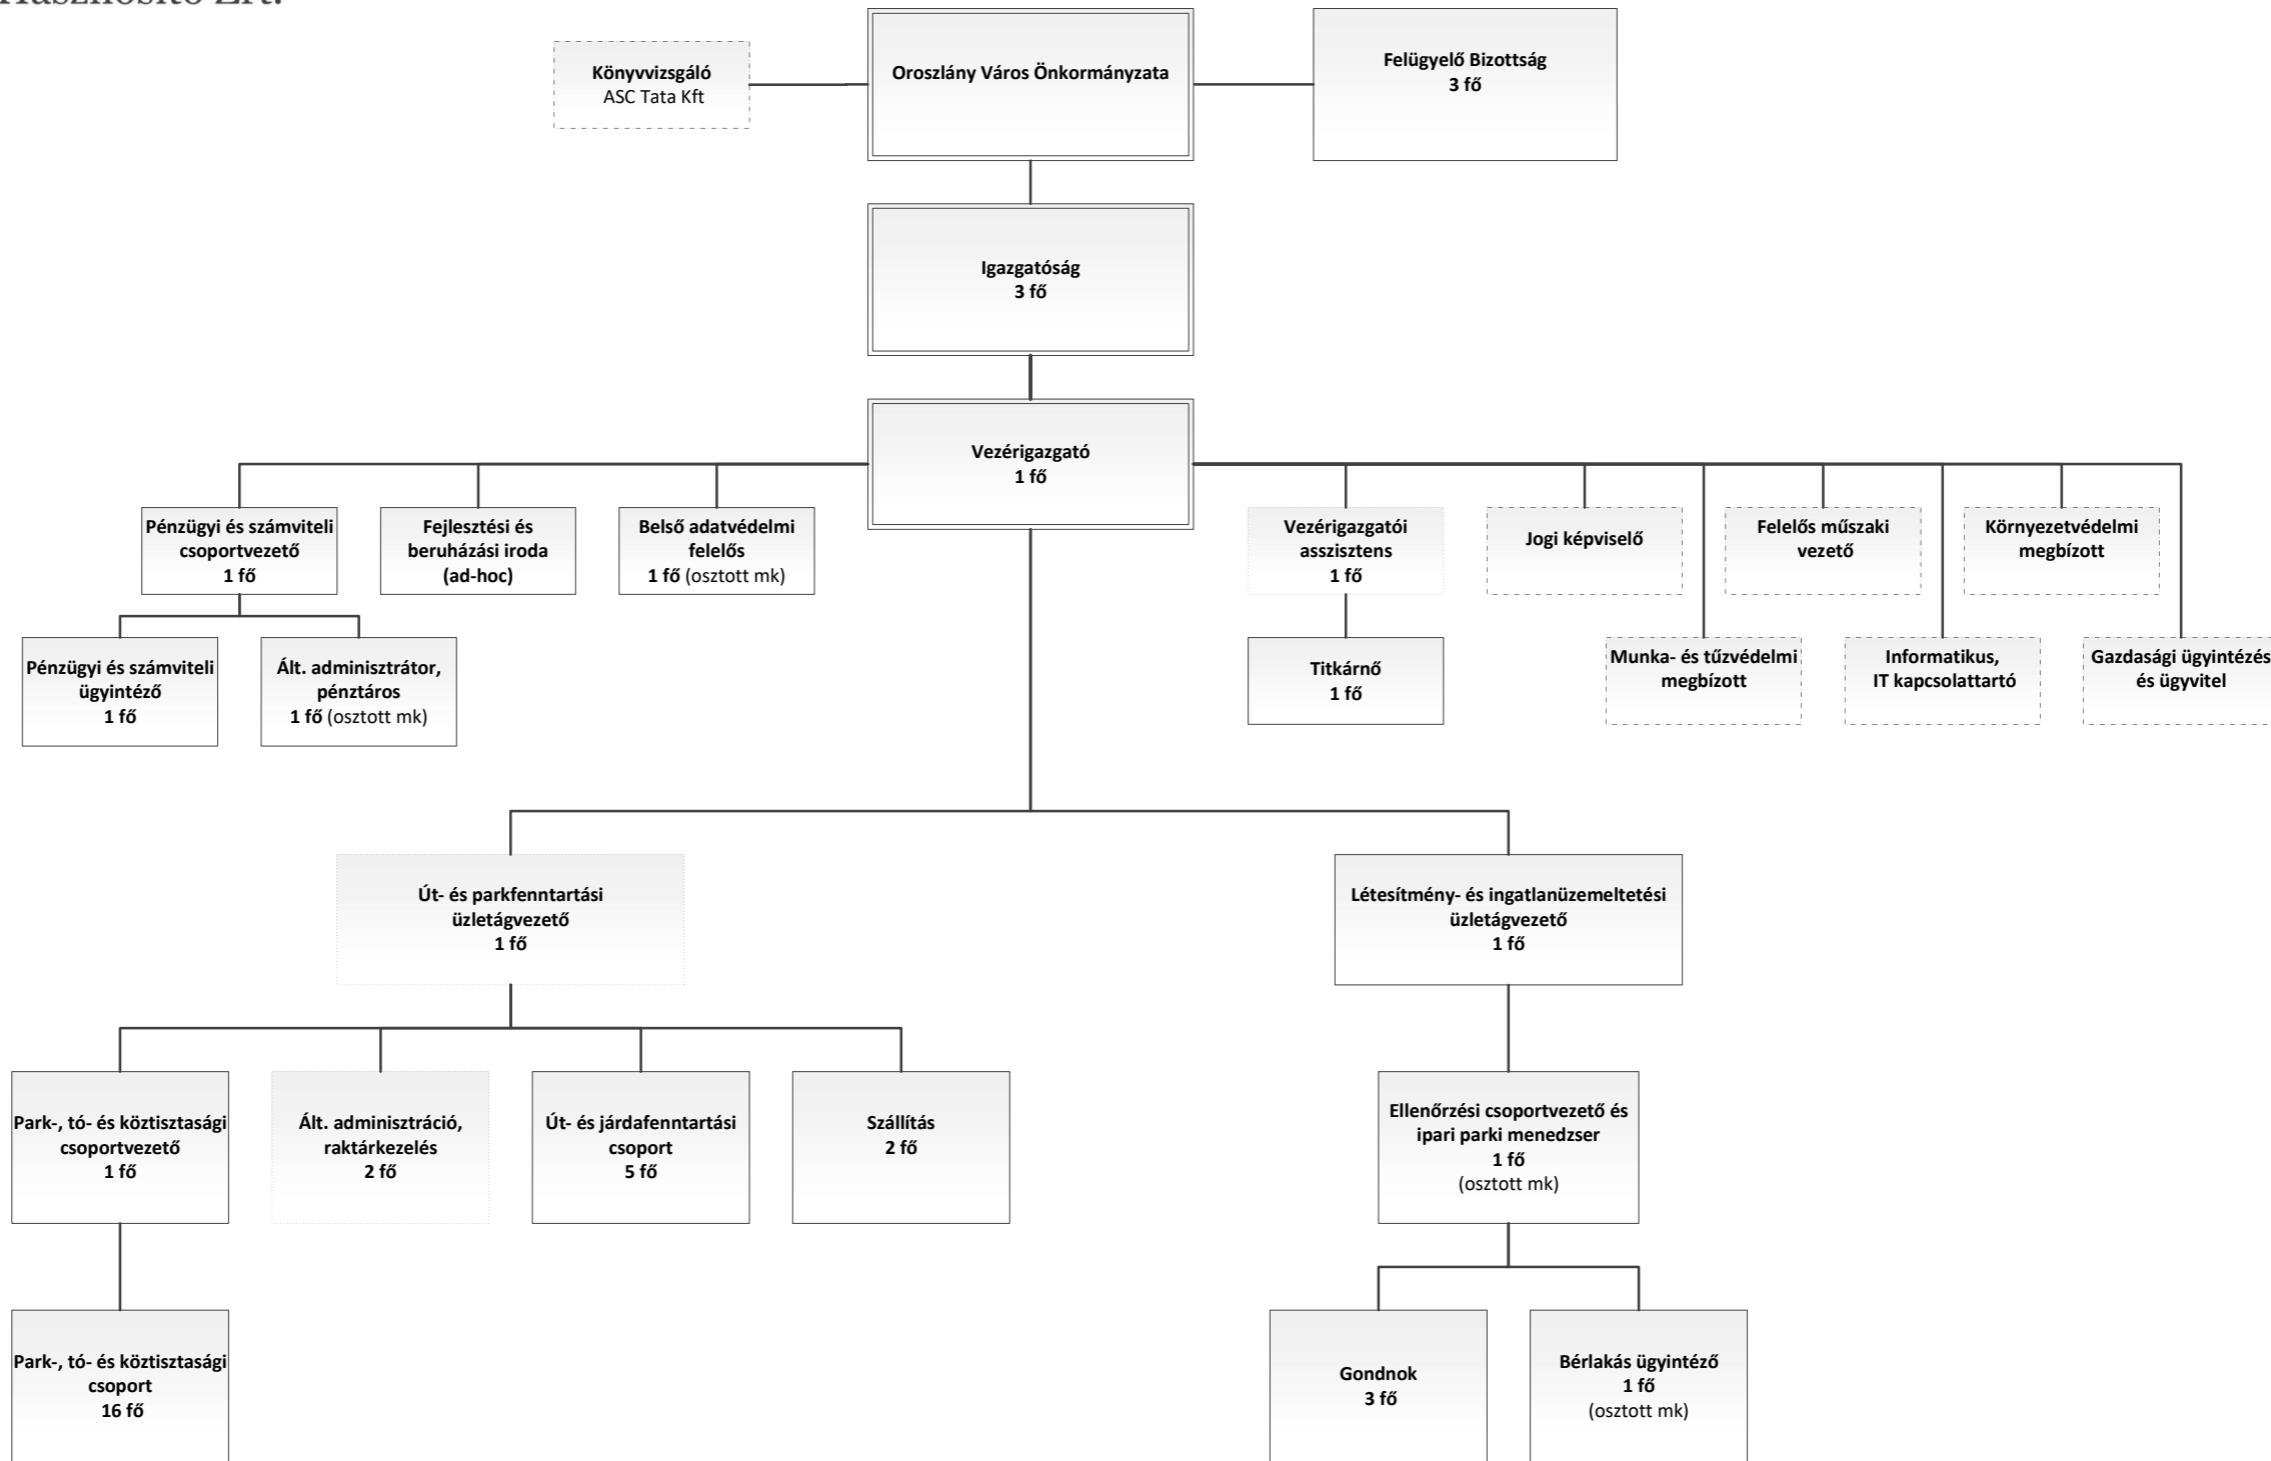 Hasznosító Zrt.
Könyvvizsgáló
ASC Tata Kft
Oroszlány Város Önkormányzata
Felügyelő Bizottság
3 fő
Igazgatóság
3 fő
Vezérigazgató
1 fő
Pénzügyi és számviteli
csoportvezető
1 fő
Fejlesztési és
beruházási iroda
(ad-hoc)
Belső adatvédelmi
felelős
1 fő (osztott mk)
Vezérigazgatói
asszisztens
1 fő
Jogi képviselő
Felelős műszaki
vezető
Környezetvédelmi
megbízott
Pénzügyi és számviteli
ügyintéző
1 fő
Ált. adminisztrátor,
pénztáros
1 fő (osztott mk)
Titkárnő
1 fő
Munka- és tűzvédelmi
megbízott
Informatikus,
IT kapcsolattartó
Gazdasági ügyintézés
és ügyvitel
Út- és parkfenntartási
üzletágvezető
1 fő
Létesítmény- és ingatlanüzemeltetési
üzletágvezető
1 fő
Park-, tó- és köztisztasági
csoportvezető
1 fő
Ált. adminisztráció,
raktárkezelés
2 fő
Út- és járdafenntartási
csoport
5 fő
Szállítás
2 fő
Ellenőrzési csoportvezető és
ipari parki menedzser
1 fő
(osztott mk)
Park-, tó- és köztisztasági
csoport
16 fő
Gondnok
3 fő
Bérlakás ügyintéző
1 fő
(osztott mk)